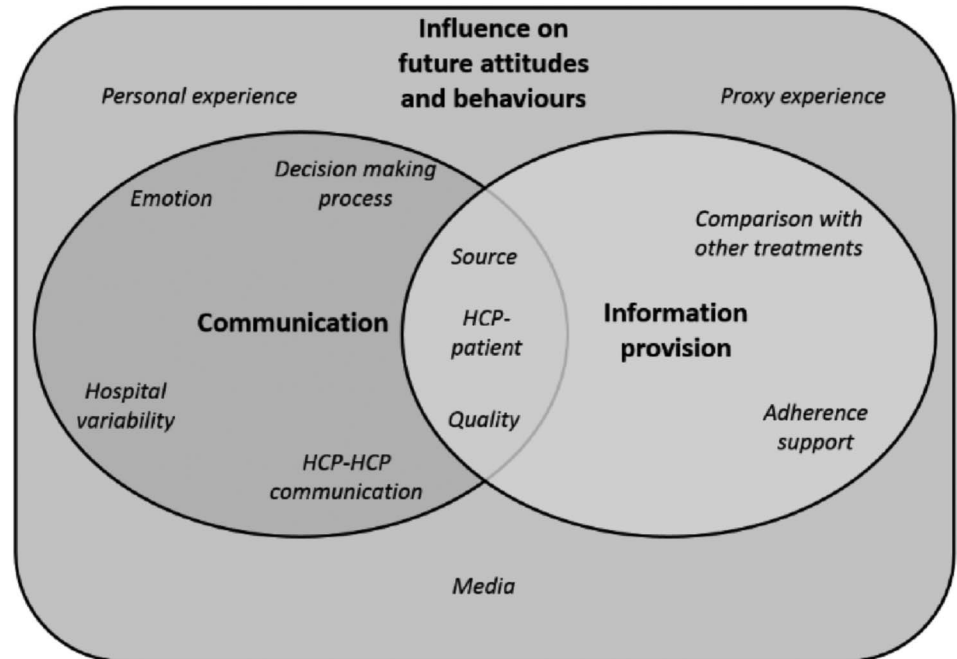 Influence on
future attitudes
and behaviours
Personal experience
Proxy experience
Decision making
process
Emotion
Comparison with
other treatments
Source
Communication
HCP-
patient
Information
provision
Hospital
variability
Quality
Adherence
support
HCP-HCP
communication
Media